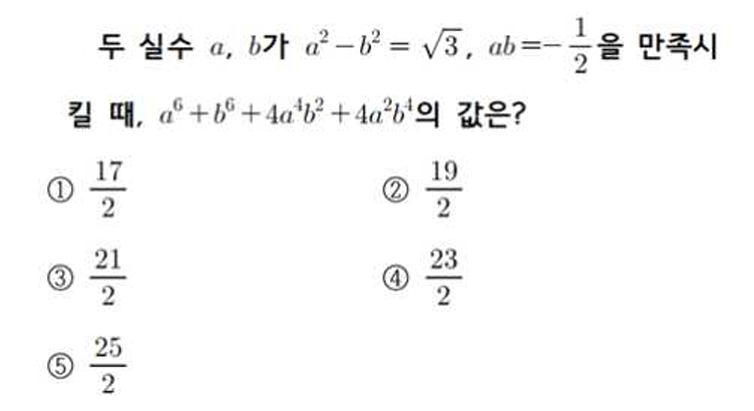 두 실수 a, b가 a² − b² = √3, ab = −1/2을 만족시
킬 때, a⁶ + b⁶ + 4a⁴b² + 4a²b⁴의 값은?
① 17/2 ② 19/2
③ 21/2 ④ 23/2
⑤ 25/2